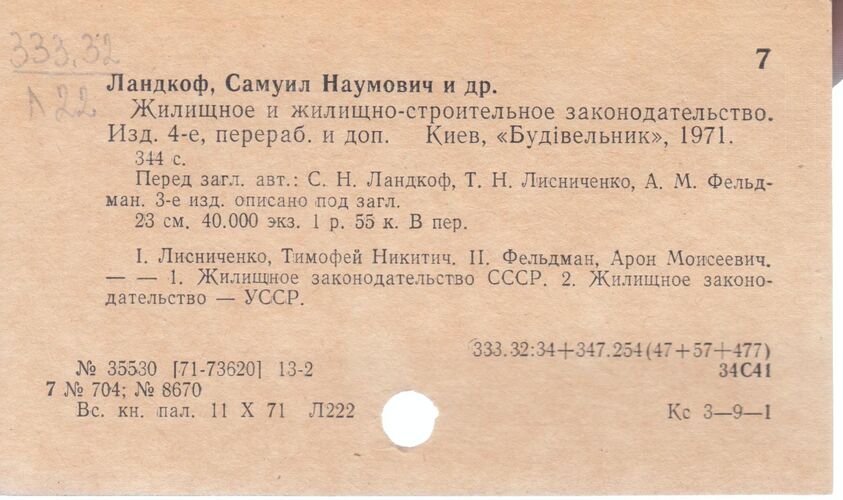 333.32
Л22
7
Ландкоф, Самуил Наумович и др.
Жилищное и жилищно-строительное законодательство.
Изд. 4-е, перераб. и доп. Киев, «Будівельник», 1971.
344 с.
Перед загл. авт.: С. Н. Ландкоф, Т. Н. Лисниченко, А. М. Фельд-
ман. 3-е изд. описано под загл.
23 см. 40.000 экз. 1 р. 55 к. В пер.
I. Лисниченко, Тимофей Никитич. II. Фельдман, Арон Моисеевич.
— — 1. Жилищное законодательство СССР. 2. Жилищное законо-
дательство — УССР.
333.32:34+347.254(47+57+477)
№ 35530 [71-73620] 13-2 34С41
7 № 704; № 8670
Вс. кн. пал. 11 X 71 Л222 Кс 3—9—1